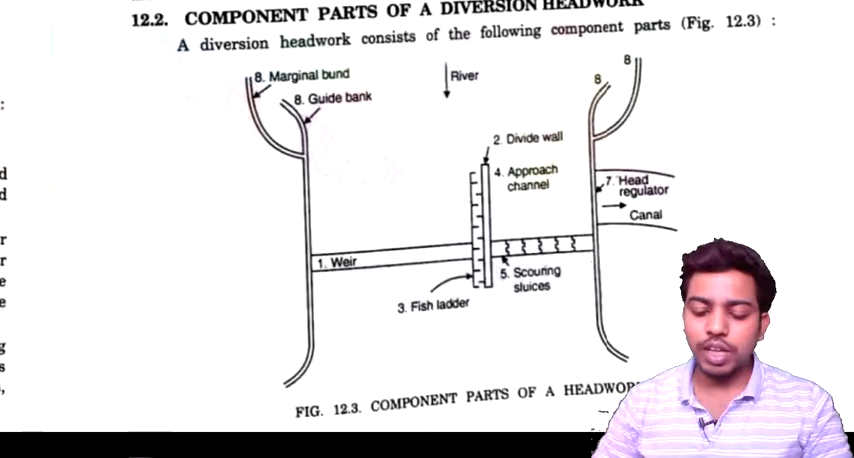 12.2. COMPONENT PARTS OF A DIVERSION HEADWORK
A diversion headwork consists of the following component parts (Fig. 12.3) :
8. Marginal bund
River
8
8
8. Guide bank
:
2. Divide wall
4. Approach
channel
d
7. Head
regulator
d
Canal
r
1. Weir
r
5. Scouring
sluices
e
3. Fish ladder
e
g
s
FIG. 12.3. COMPONENT PARTS OF A